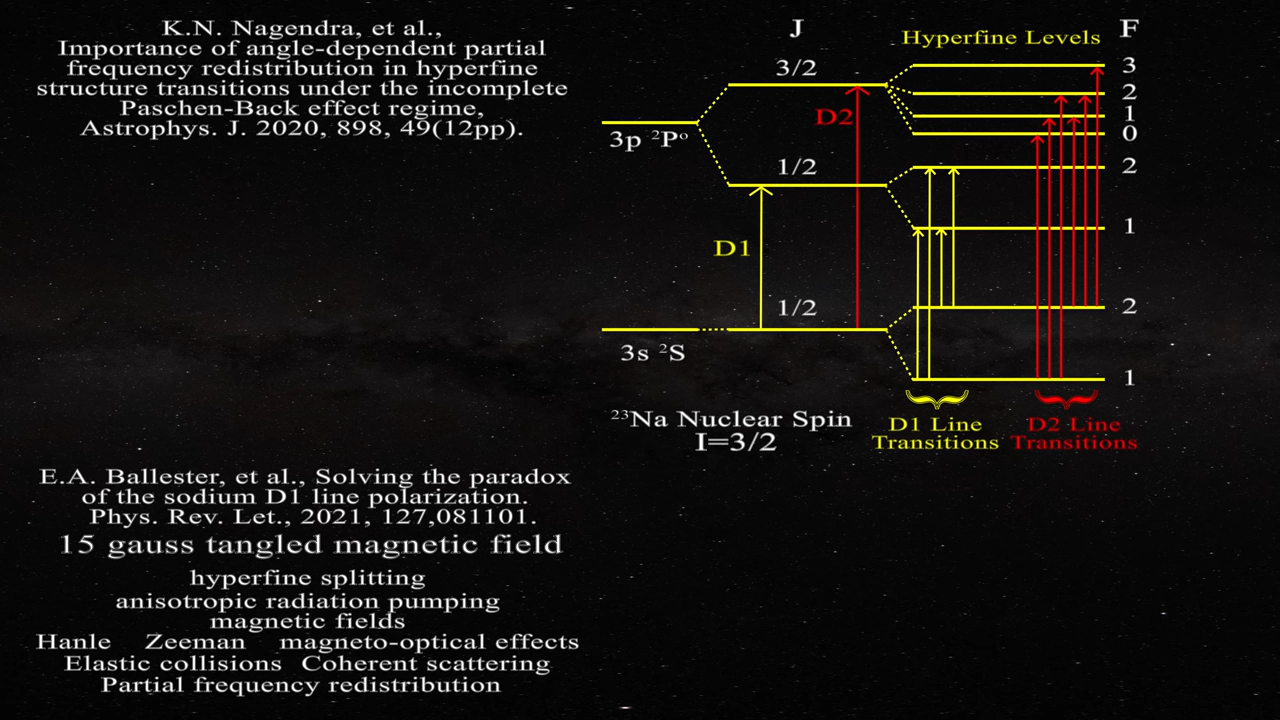 K.N. Nagendra, et al.,
Importance of angle-dependent partial
frequency redistribution in hyperfine
structure transitions under the incomplete
Paschen-Back effect regime,
Astrophys. J. 2020, 898, 49(12pp).
J
Hyperfine Levels
F
3/2
3
2
1
0
D2
3p ²Pᵒ
1/2
2
1
D1
1/2
2
3s ²S
1
²³Na Nuclear Spin
I=3/2
D1 Line
Transitions
D2 Line
Transitions
E.A. Ballester, et al., Solving the paradox
of the sodium D1 line polarization.
Phys. Rev. Let., 2021, 127,081101.
15 gauss tangled magnetic field
hyperfine splitting
anisotropic radiation pumping
magnetic fields
Hanle Zeeman magneto-optical effects
Elastic collisions Coherent scattering
Partial frequency redistribution